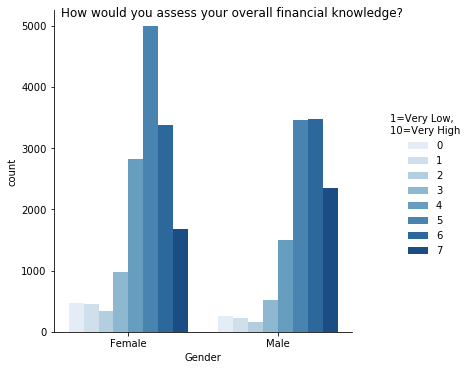 How would you assess your overall financial knowledge?
5000
4000
3000
2000
1000
0
count
Female
Male
Gender
1=Very Low,
10=Very High
0
1
2
3
4
5
6
7